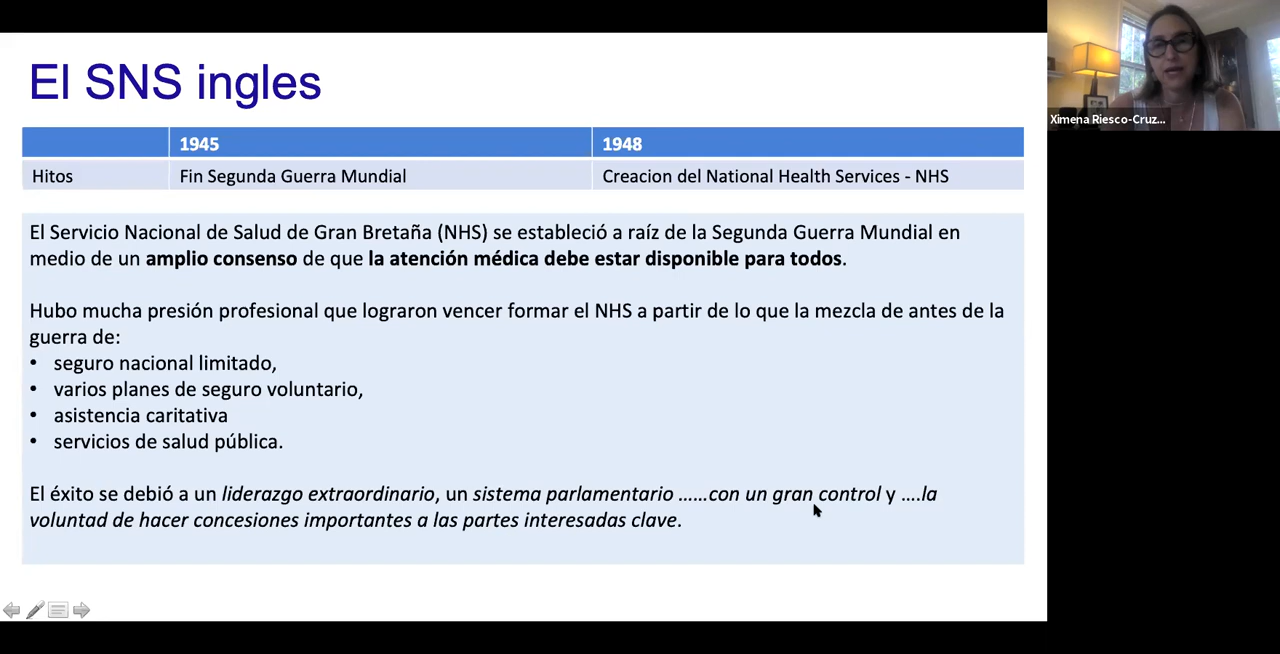 El SNS ingles
1945 1948
Hitos Fin Segunda Guerra Mundial Creacion del National Health Services - NHS
El Servicio Nacional de Salud de Gran Bretaña (NHS) se estableció a raíz de la Segunda Guerra Mundial en
medio de un amplio consenso de que la atención médica debe estar disponible para todos.
Hubo mucha presión profesional que lograron vencer formar el NHS a partir de lo que la mezcla de antes de la
guerra de:
• seguro nacional limitado,
• varios planes de seguro voluntario,
• asistencia caritativa
• servicios de salud pública.
El éxito se debió a un liderazgo extraordinario, un sistema parlamentario ......con un gran control y ....la
voluntad de hacer concesiones importantes a las partes interesadas clave.
Ximena Riesco-Cruz...